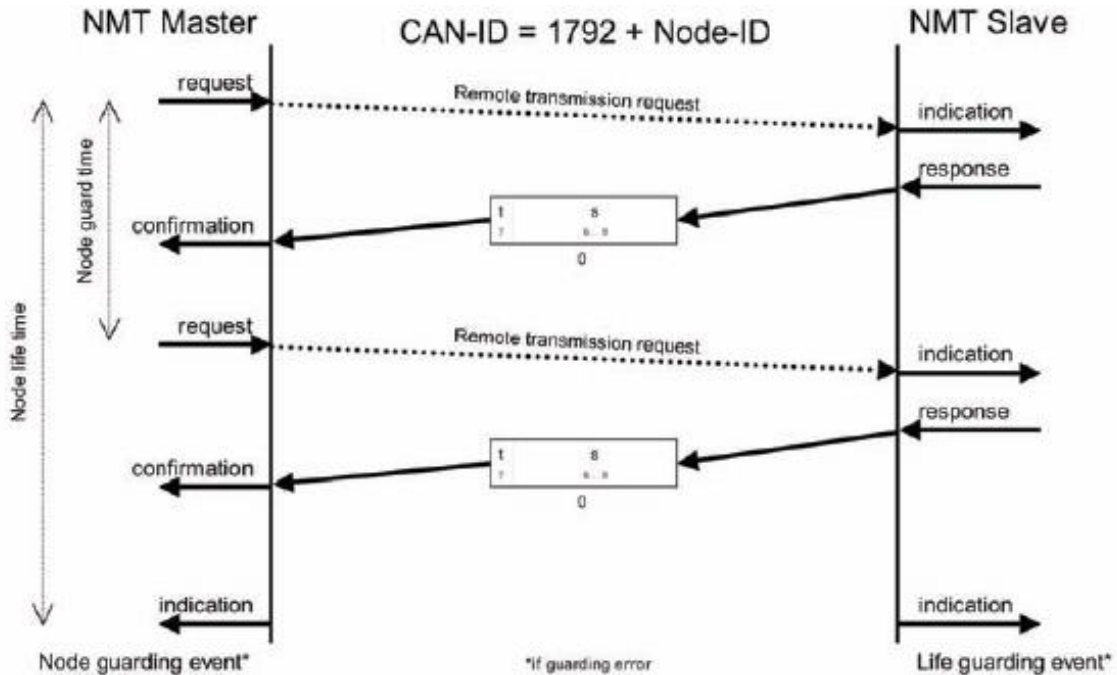 NMT Master
CAN-ID = 1792 + Node-ID
NMT Slave
request
Remote transmission request
indication
response
Node guard time
Node life time
confirmation
t s
7
0
request
Remote transmission request
indication
response
confirmation
t s
7
0
indication
indication
Node guarding event*
*if guarding error
Life guarding event*